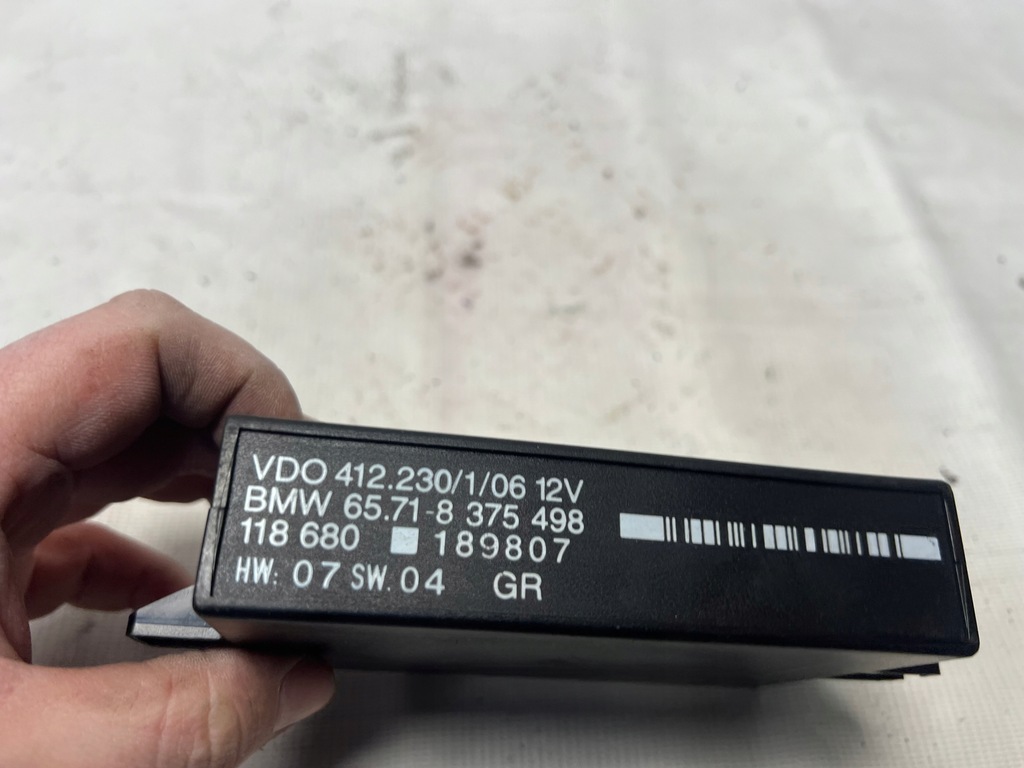 VDO 412.230/1/06 12V
BMW 65.71-8 375 498
118 680 189807
HW: 07 SW. 04 GR